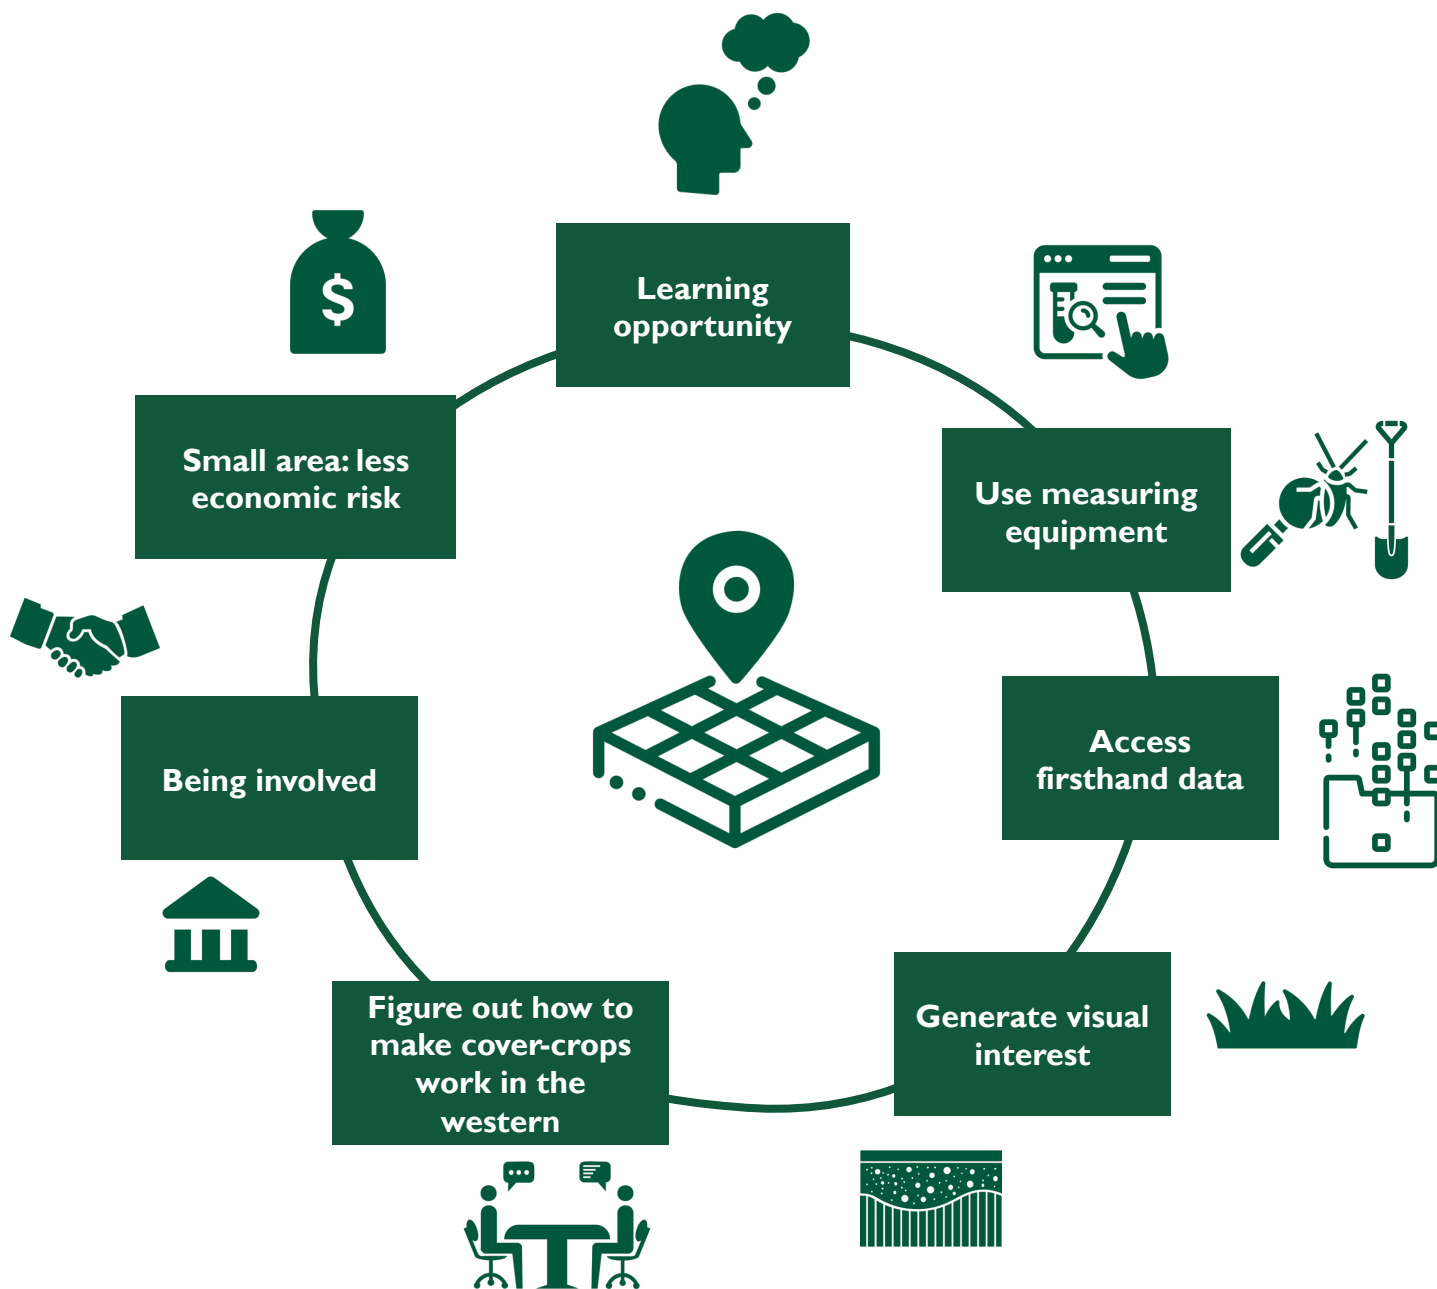 $
Learning
opportunity
Small area: less
economic risk
Use measuring
equipment
Being involved
Access
firsthand data
Figure out how to
make cover-crops
work in the
western
Generate visual
interest